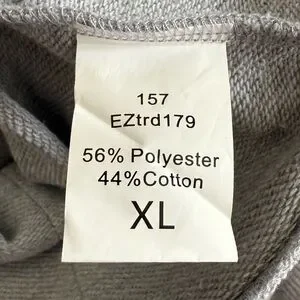 157
EZtrd179
56% Polyester
44%Cotton
XL